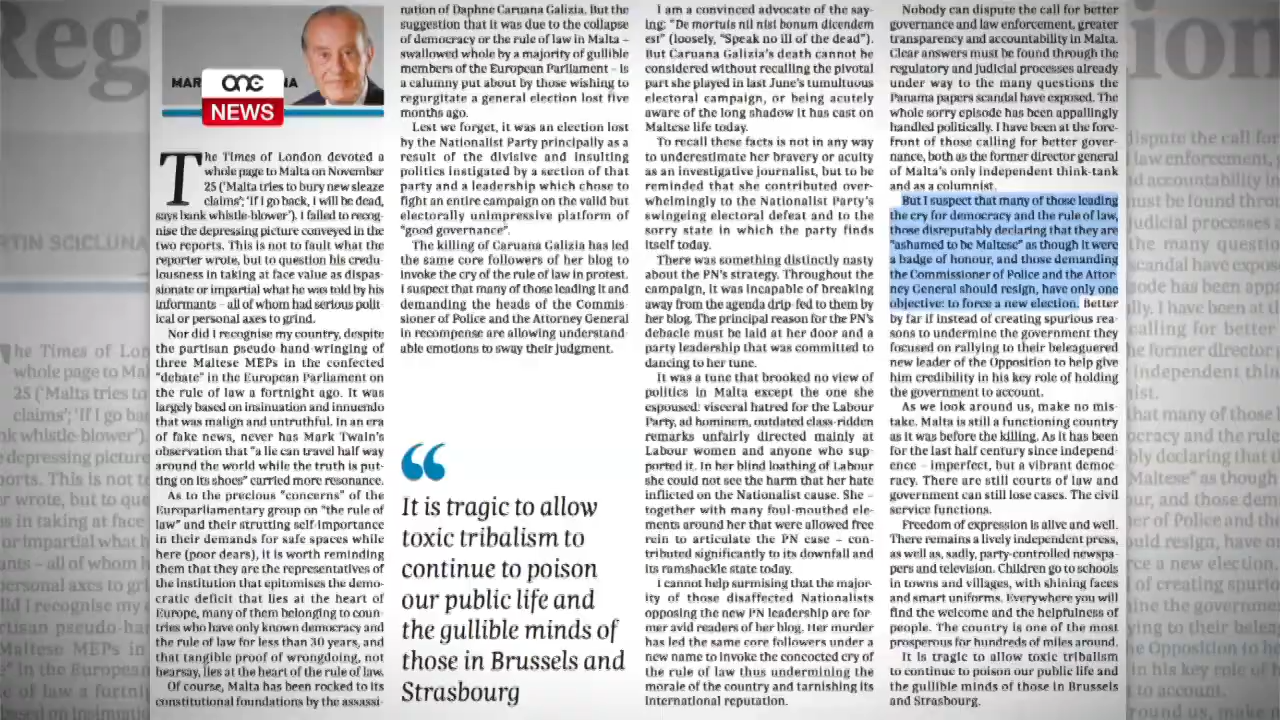 MAR
NA
one
NEWS
The Times of London devoted a
whole page to Malta on November
25 ('Malta tries to bury new sleaze
claims'; 'If I go back, I will be dead,
says bank whistle-blower'). I failed to recog-
nise the depressing picture conveyed in the
two reports. This is not to fault what the
reporter wrote, but to question his credu-
lousness in taking at face value as dispas-
sionate or impartial what he was told by his
informants – all of whom had serious polit-
ical or personal axes to grind.
Nor did I recognise my country, despite
the partisan pseudo hand-wringing of
three Maltese MEPs in the confected
"debate" in the European Parliament on
the rule of law a fortnight ago. It was
largely based on insinuation and innuendo
that was malign and untruthful. In an era
of fake news, never has Mark Twain's
observation that "a lie can travel half way
around the world while the truth is put-
ting on its shoes" carried more resonance.
As to the precious "concerns" of the
Europarliamentary group on "the rule of
law" and their strutting self-importance
in their demands for safe spaces while
here (poor dears), it is worth reminding
them that they are the representatives of
the institution that epitomises the demo-
cratic deficit that lies at the heart of
Europe, many of them belonging to coun-
tries who have only known democracy and
the rule of law for less than 30 years, and
that tangible proof of wrongdoing, not
hearsay, lies at the heart of the rule of law.
Of course, Malta has been rocked to its
constitutional foundations by the assassi-
nation of Daphne Caruana Galizia. But the
suggestion that it was due to the collapse
of democracy or the rule of law in Malta –
swallowed whole by a majority of gullible
members of the European Parliament – is
a calumny put about by those wishing to
regurgitate a general election lost five
months ago.
Lest we forget, it was an election lost
by the Nationalist Party principally as a
result of the divisive and insulting
politics instigated by a section of that
party and a leadership which chose to
fight an entire campaign on the valid but
electorally unimpressive platform of
"good governance".
The killing of Caruana Galizia has led
the same core followers of her blog to
invoke the cry of the rule of law in protest.
I suspect that many of those leading it and
demanding the heads of the Commis-
sioner of Police and the Attorney General
in recompense are allowing understand-
able emotions to sway their judgment.
“
It is tragic to allow
toxic tribalism to
continue to poison
our public life and
the gullible minds of
those in Brussels and
Strasbourg
I am a convinced advocate of the say-
ing: "De mortuis nil nisi bonum dicendem
est" (loosely, "Speak no ill of the dead").
But Caruana Galizia's death cannot be
considered without recalling the pivotal
part she played in last June's tumultuous
electoral campaign, or being acutely
aware of the long shadow it has cast on
Maltese life today.
To recall these facts is not in any way
to underestimate her bravery or acuity
as an investigative journalist, but to be
reminded that she contributed over-
whelmingly to the Nationalist Party's
swingeing electoral defeat and to the
sorry state in which the party finds
itself today.
There was something distinctly nasty
about the PN's strategy. Throughout the
campaign, it was incapable of breaking
away from the agenda drip-fed to them by
her blog. The principal reason for the PN's
debacle must be laid at her door and a
party leadership that was committed to
dancing to her tune.
It was a tune that brooked no view of
politics in Malta except the one she
espoused: visceral hatred for the Labour
Party, ad hominem, outdated class-ridden
remarks unfairly directed mainly at
Labour women and anyone who sup-
ported it. In her blind loathing of Labour
she could not see the harm that her hate
inflicted on the Nationalist cause. She –
together with many foul-mouthed ele-
ments around her that were allowed free
rein to articulate the PN case – con-
tributed significantly to its downfall and
its ramshackle state today.
I cannot help surmising that the major-
ity of those disaffected Nationalists
opposing the new PN leadership are for-
mer avid readers of her blog. Her murder
has led the same core followers under a
new name to invoke the concocted cry of
the rule of law thus undermining the
morale of the country and tarnishing its
international reputation.
Nobody can dispute the call for better
governance and law enforcement, greater
transparency and accountability in Malta.
Clear answers must be found through the
regulatory and judicial processes already
under way to the many questions the
Panama papers scandal have exposed. The
whole sorry episode has been appallingly
handled politically. I have been at the fore-
front of those calling for better gover-
nance, both as the former director general
of Malta's only independent think-tank
and as a columnist.
But I suspect that many of those leading
the cry for democracy and the rule of law,
those disreputably declaring that they are
"ashamed to be Maltese" as though it were
a badge of honour, and those demanding
the Commissioner of Police and the Attor-
ney General should resign, have only one
objective: to force a new election. Better
by far if instead of creating spurious rea-
sons to undermine the government they
focused on rallying to their beleaguered
new leader of the Opposition to help give
him credibility in his key role of holding
the government to account.
As we look around us, make no mis-
take. Malta is still a functioning country
as it was before the killing. As it has been
for the last half century since independ-
ence – imperfect, but a vibrant democ-
racy. There are still courts of law and
government can still lose cases. The civil
service functions.
Freedom of expression is alive and well.
There remains a lively independent press,
as well as, sadly, party-controlled newspa-
pers and television. Children go to schools
in towns and villages, with shining faces
and smart uniforms. Everywhere you will
find the welcome and the helpfulness of
people. The country is one of the most
prosperous for hundreds of miles around.
It is tragic to allow toxic tribalism
to continue to poison our public life and
the gullible minds of those in Brussels
and Strasbourg.